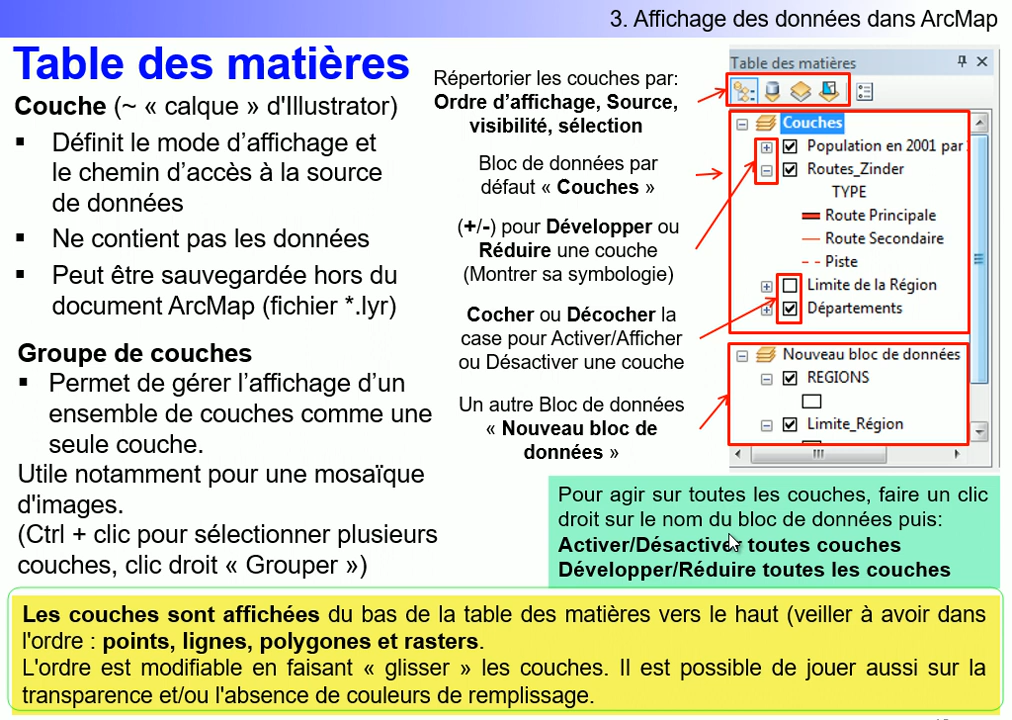 3. Affichage des données dans ArcMap
Table des matières
Couche (~ « calque » d'Illustrator)
▪ Définit le mode d’affichage et
le chemin d’accès à la source
de données
▪ Ne contient pas les données
▪ Peut être sauvegardée hors du
document ArcMap (fichier *.lyr)
Groupe de couches
▪ Permet de gérer l’affichage d’un
ensemble de couches comme une
seule couche.
Utile notamment pour une mosaïque
d'images.
(Ctrl + clic pour sélectionner plusieurs
couches, clic droit « Grouper »)
Répertorier les couches par:
Ordre d’affichage, Source,
visibilité, sélection
Bloc de données par
défaut « Couches »
(+/-) pour Développer ou
Réduire une couche
(Montrer sa symbologie)
Cocher ou Décocher la
case pour Activer/Afficher
ou Désactiver une couche
Un autre Bloc de données
« Nouveau bloc de
données »
Table des matières
Couches
Population en 2001 par
Routes_Zinder
TYPE
Route Principale
Route Secondaire
Piste
Limite de la Région
Départements
Nouveau bloc de données
REGIONS
Limite_Région
Pour agir sur toutes les couches, faire un clic
droit sur le nom du bloc de données puis:
Activer/Désactiver toutes couches
Développer/Réduire toutes les couches
Les couches sont affichées du bas de la table des matières vers le haut (veiller à avoir dans
l'ordre : points, lignes, polygones et rasters.
L'ordre est modifiable en faisant « glisser » les couches. Il est possible de jouer aussi sur la
transparence et/ou l'absence de couleurs de remplissage.